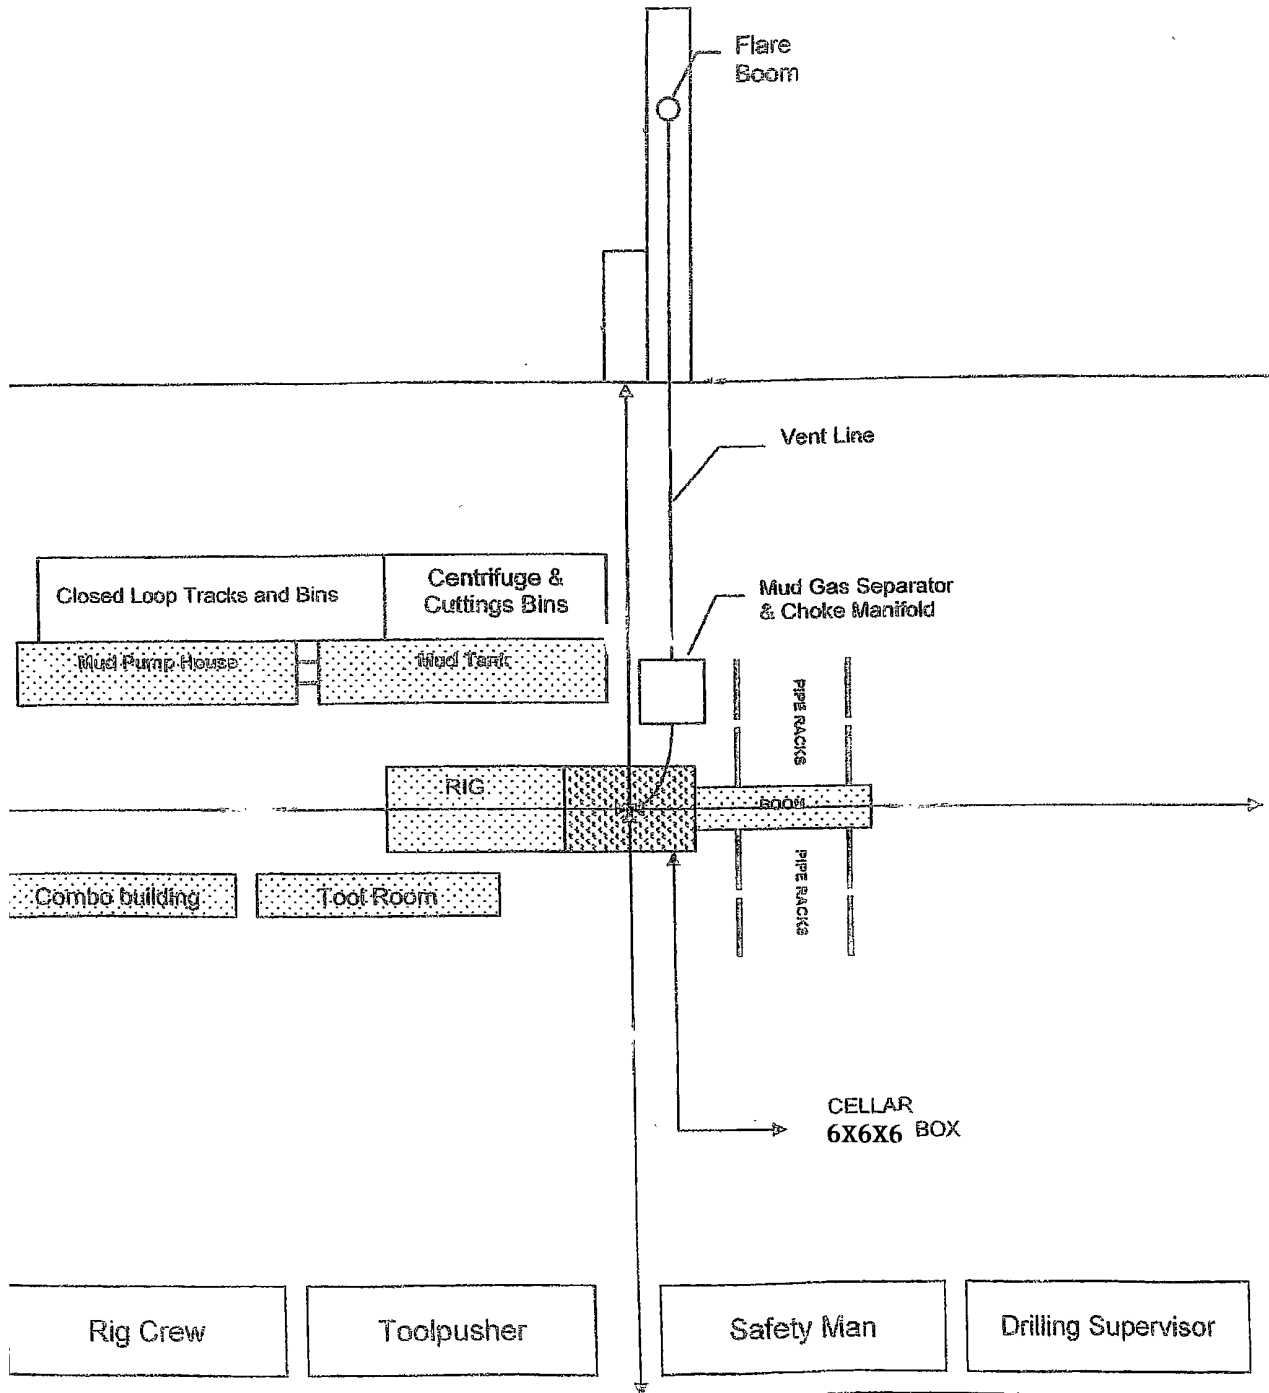 Flare
Boom
Vent Line
Closed Loop Tracks and Bins
Centrifuge &
Cuttings Bins
Mud Gas Separator
& Choke Manifold
Mud Pump House
Mud Tank
PIPE RACKS
RIG
BOOM
PIPE RACKS
Combo building
Tool Room
CELLAR
6X6X6 BOX
Rig Crew
Toolpusher
Safety Man
Drilling Supervisor